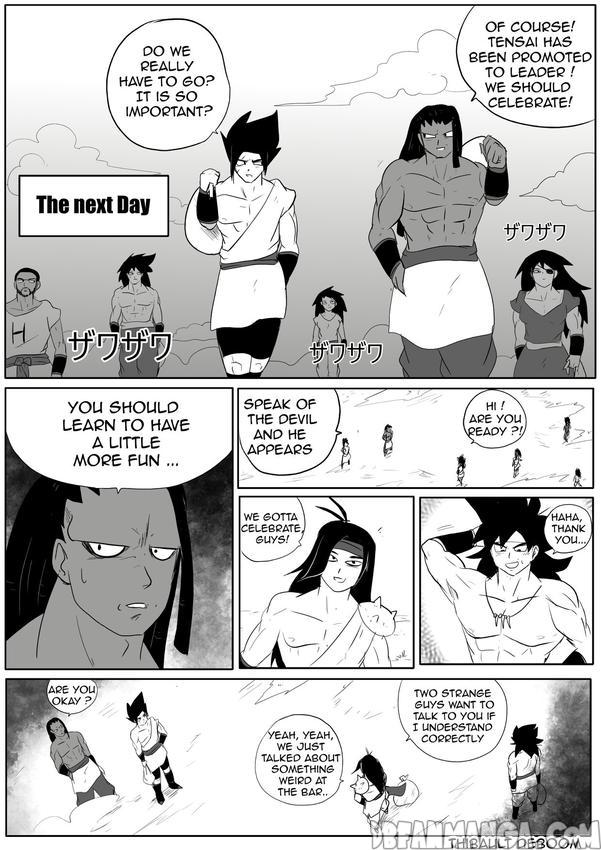 DO WE
REALLY
HAVE TO GO?
IT IS SO
IMPORTANT?
OF COURSE!
TENSAI HAS
BEEN PROMOTED
TO LEADER !
WE SHOULD
CELEBRATE!
The next Day
ザワザワ
H
ザワザワ
ザワザワ
YOU SHOULD
LEARN TO HAVE
A LITTLE
MORE FUN ...
SPEAK OF
THE DEVIL
AND HE
APPEARS
HI !
ARE YOU
READY ?!
WE GOTTA
CELEBRATE,
GUYS!
HAHA,
THANK
YOU...
ARE YOU
OKAY ?
YEAH, YEAH,
WE JUST
TALKED ABOUT
SOMETHING
WEIRD AT
THE BAR..
TWO STRANGE
GUYS WANT TO
TALK TO YOU IF
I UNDERSTAND
CORRECTLY
DBFANMANGA.COM
THIBAULT DEBOOM